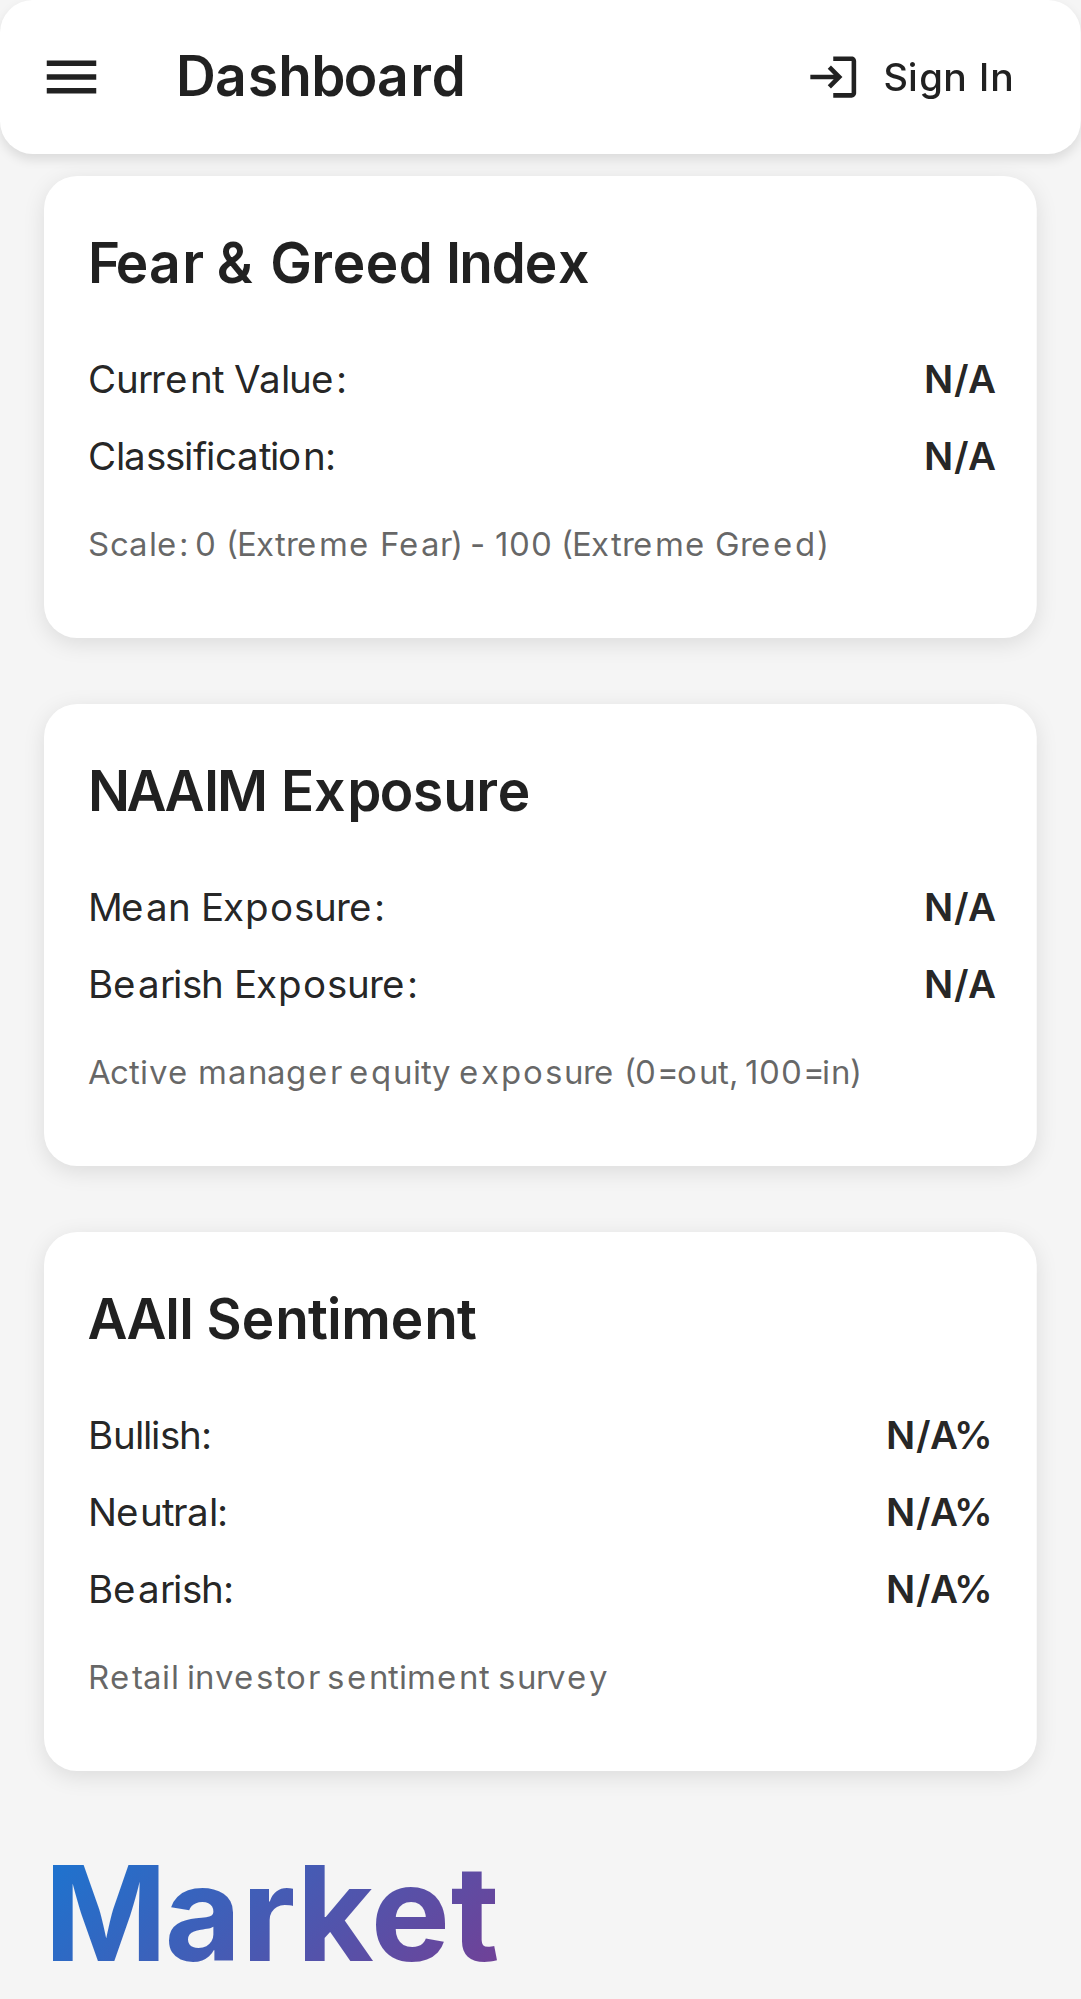 Dashboard
Sign In
Fear & Greed Index
Current Value: N/A
Classification: N/A
Scale: 0 (Extreme Fear) - 100 (Extreme Greed)
NAAIM Exposure
Mean Exposure: N/A
Bearish Exposure: N/A
Active manager equity exposure (0=out, 100=in)
AAII Sentiment
Bullish: N/A%
Neutral: N/A%
Bearish: N/A%
Retail investor sentiment survey
Market